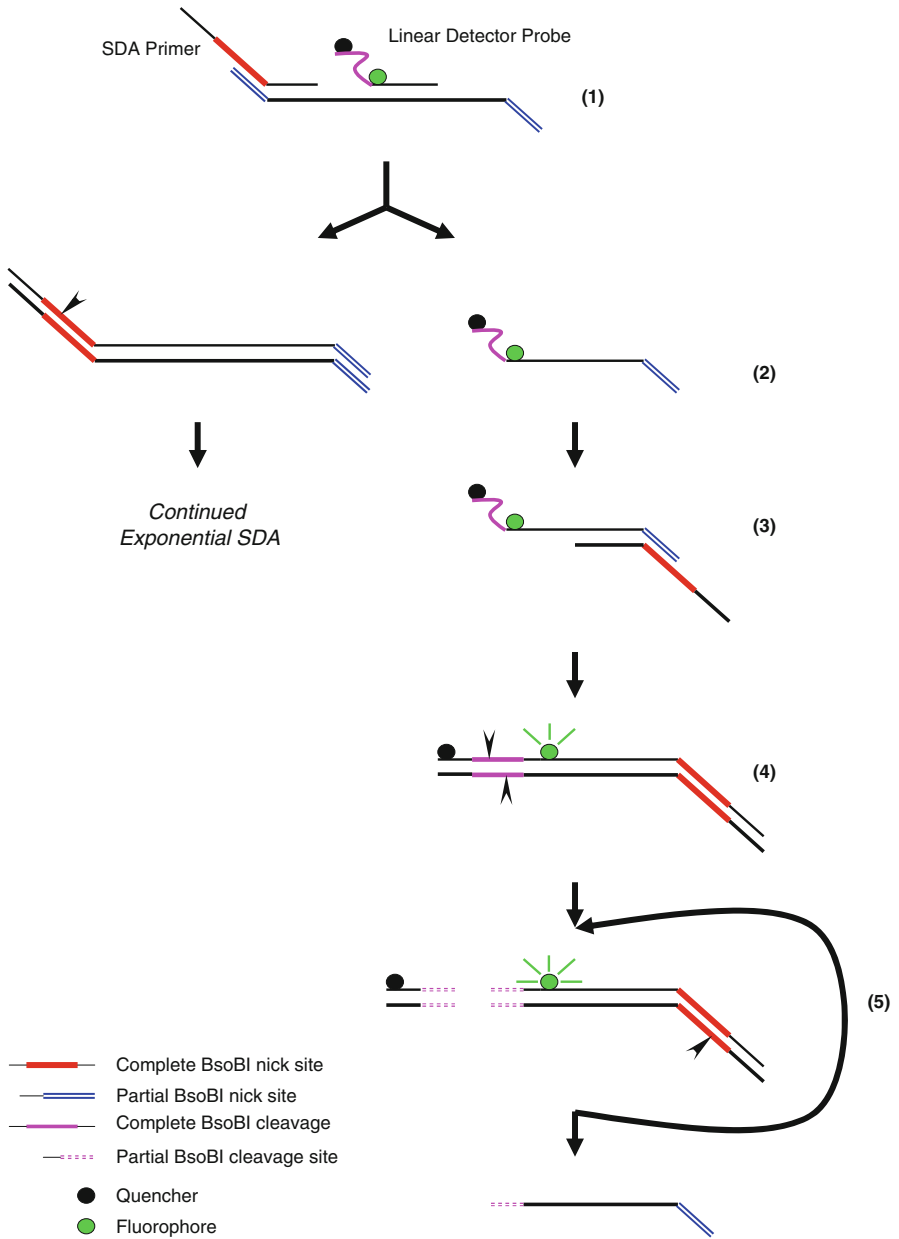 SDA Primer
Linear Detector Probe
(1)
(2)
Continued
Exponential SDA
(3)
(4)
(5)
Complete BsoBI nick site
Partial BsoBI nick site
Complete BsoBI cleavage
Partial BsoBI cleavage site
Quencher
Fluorophore